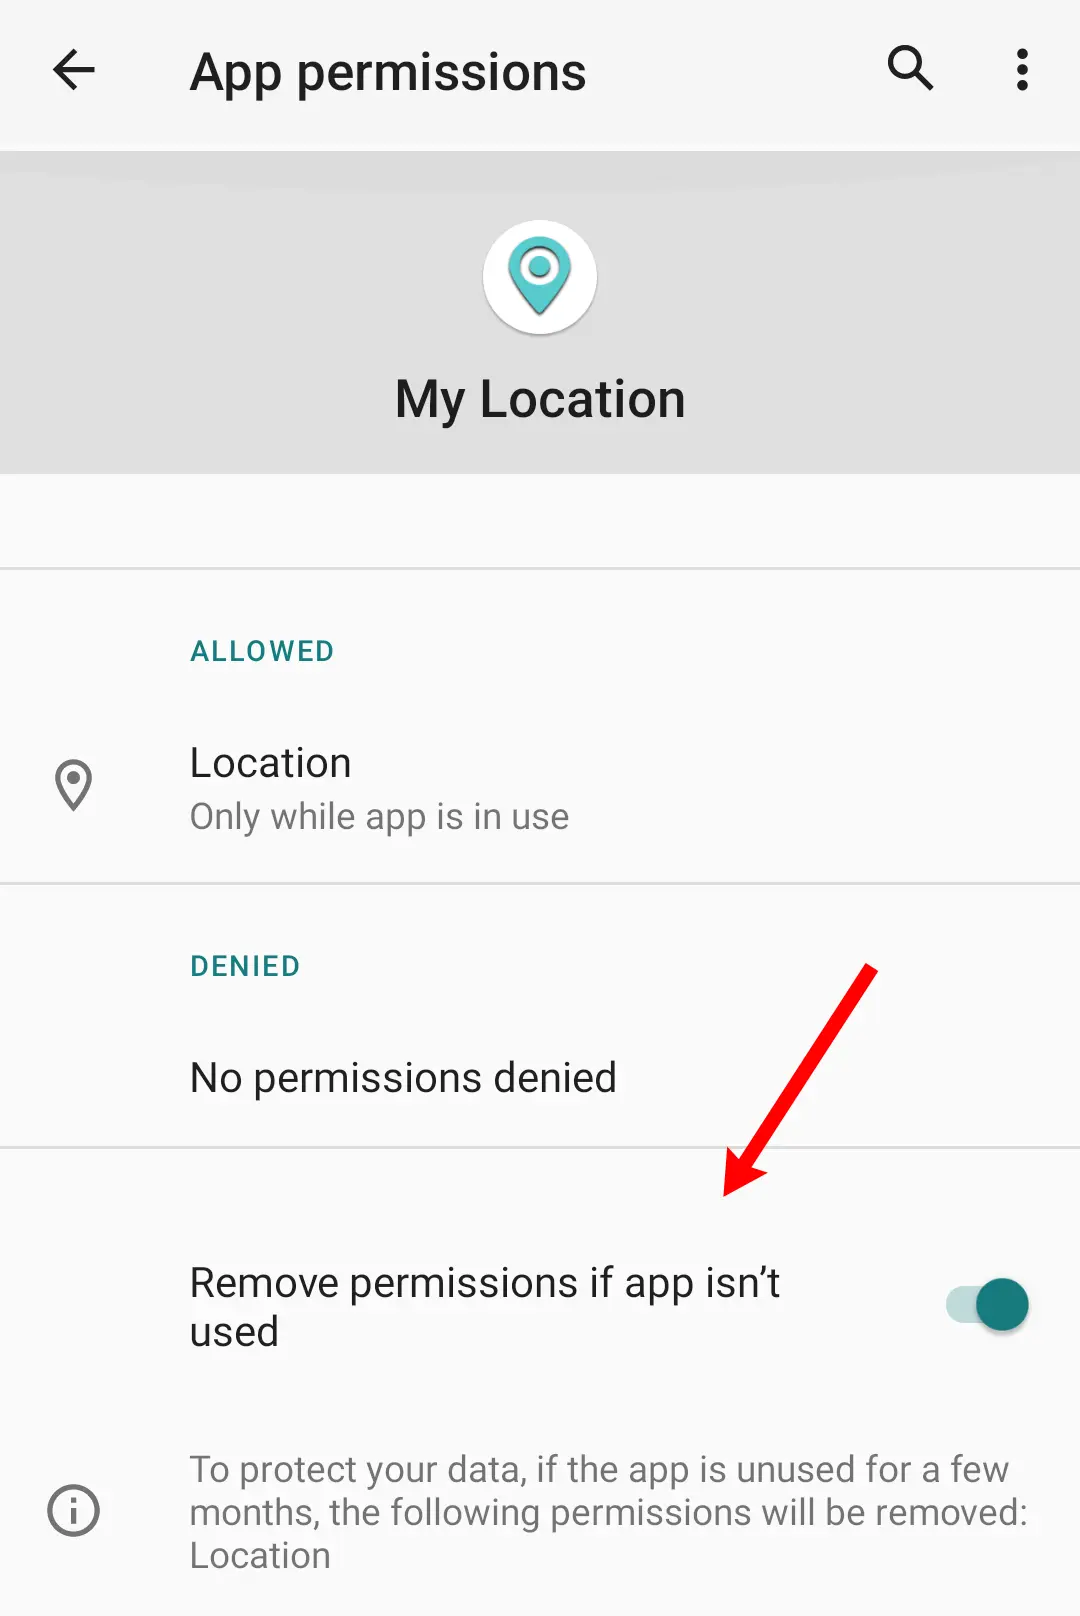 App permissions
My Location
ALLOWED
Location
Only while app is in use
DENIED
No permissions denied
Remove permissions if app isn’t
used
To protect your data, if the app is unused for a few
months, the following permissions will be removed:
Location